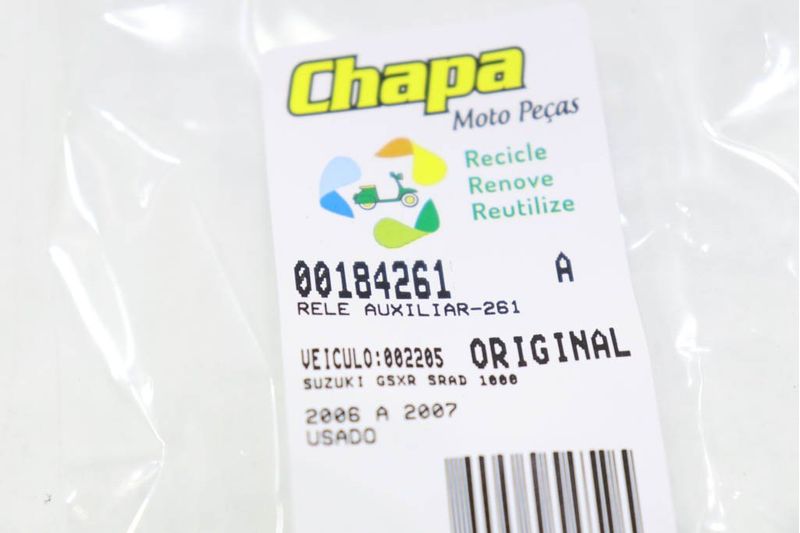 Chapa
Moto Peças
Recicle
Renove
Reutilize
00184261 A
RELE AUXILIAR-261
VEICULO:002205 ORIGINAL
SUZUKI GSXR SRAD 1000
2006 A 2007
USADO